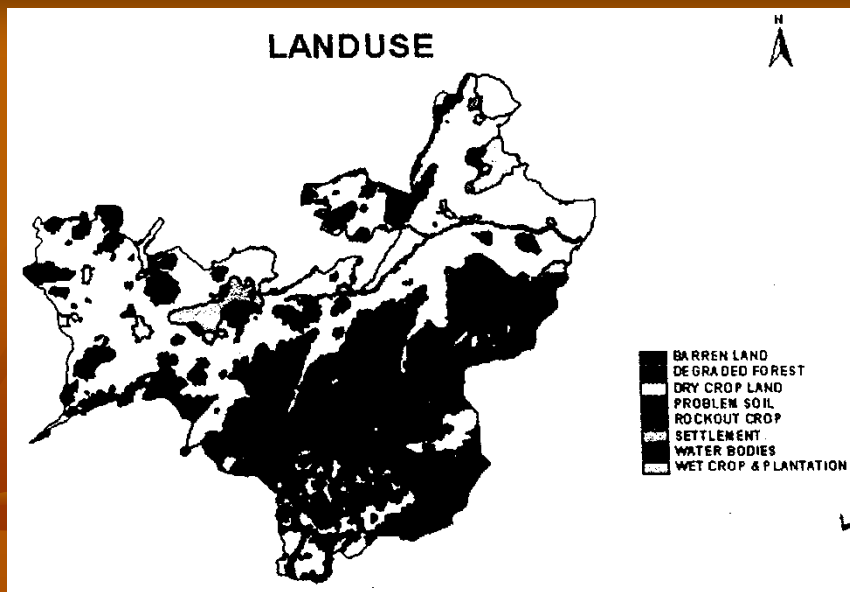 LANDUSE
N
BARREN LAND
DEGRADED FOREST
DRY CROP LAND
PROBLEM SOIL
ROCKOUT CROP
SETTLEMENT
WATER BODIES
WET CROP & PLANTATION